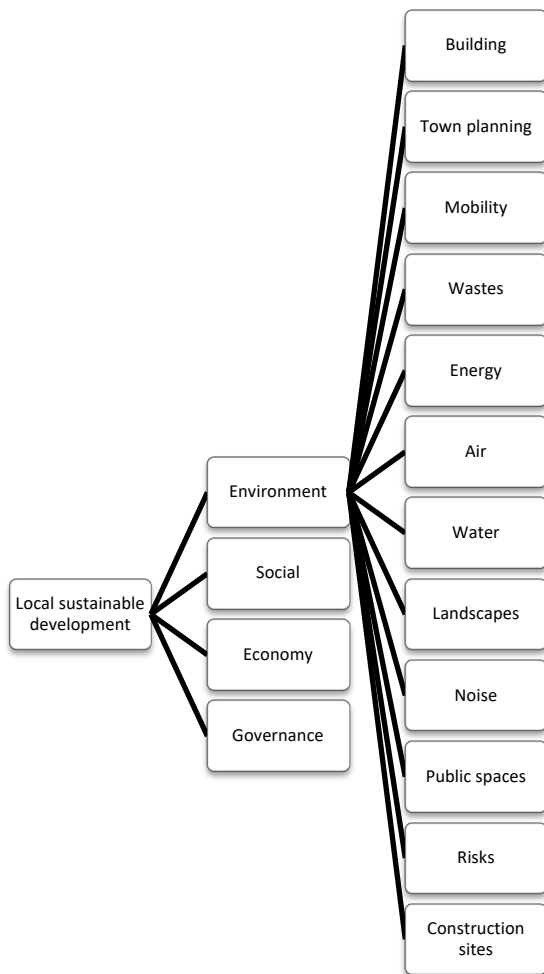 Local sustainable
development
Environment
Social
Economy
Governance
Building
Town planning
Mobility
Wastes
Energy
Air
Water
Landscapes
Noise
Public spaces
Risks
Construction
sites